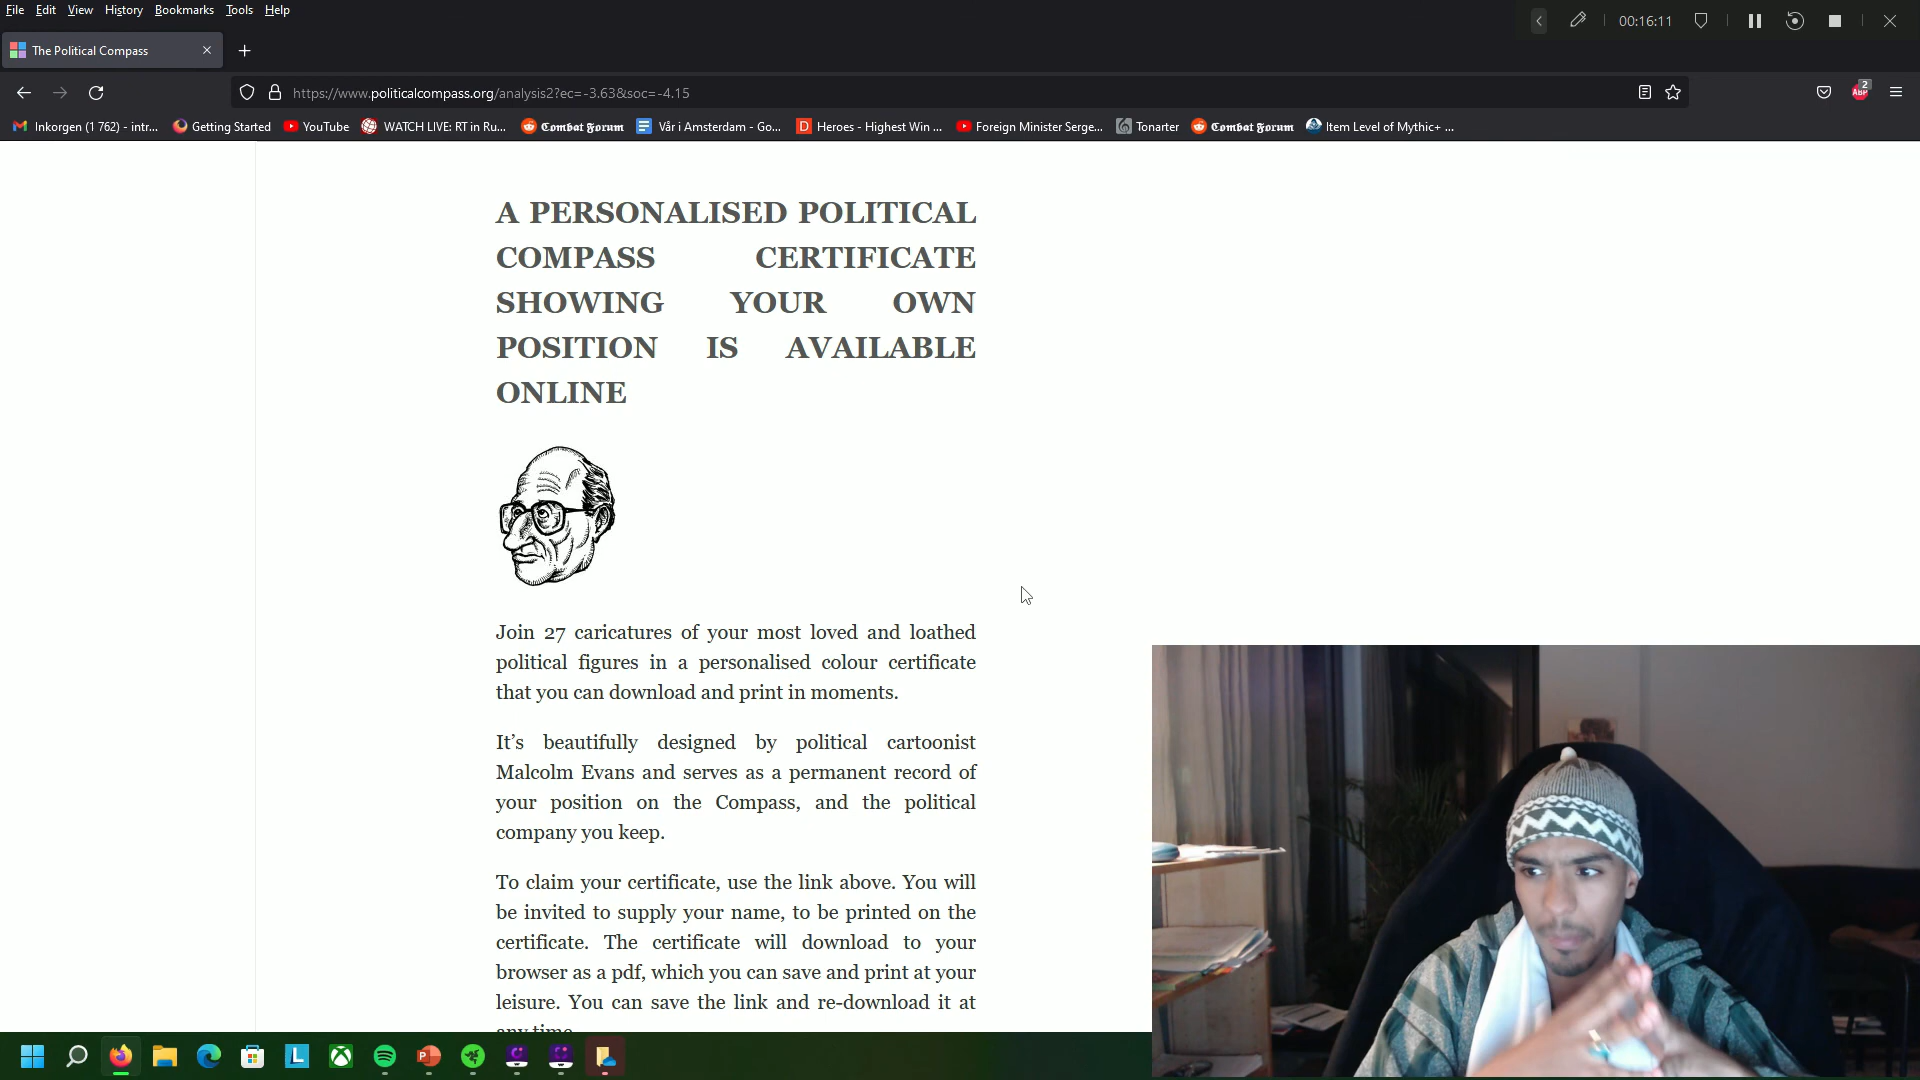 File Edit View History Bookmarks Tools Help
00:16:11
The Political Compass
https://www.politicalcompass.org/analysis2?ec=-3.63&soc=-4.15
ABP 2
Inkorgen (1 762) - intr... Getting Started YouTube WATCH LIVE: RT in Ru... Combat Forum Vår i Amsterdam - Go... D Heroes - Highest Win ... Foreign Minister Serge... Tonarter Combat Forum Item Level of Mythic+ ...
A PERSONALISED POLITICAL
COMPASS CERTIFICATE
SHOWING YOUR OWN
POSITION IS AVAILABLE
ONLINE
Join 27 caricatures of your most loved and loathed
political figures in a personalised colour certificate
that you can download and print in moments.
It’s beautifully designed by political cartoonist
Malcolm Evans and serves as a permanent record of
your position on the Compass, and the political
company you keep.
To claim your certificate, use the link above. You will
be invited to supply your name, to be printed on the
certificate. The certificate will download to your
browser as a pdf, which you can save and print at your
leisure. You can save the link and re-download it at
any time
L P